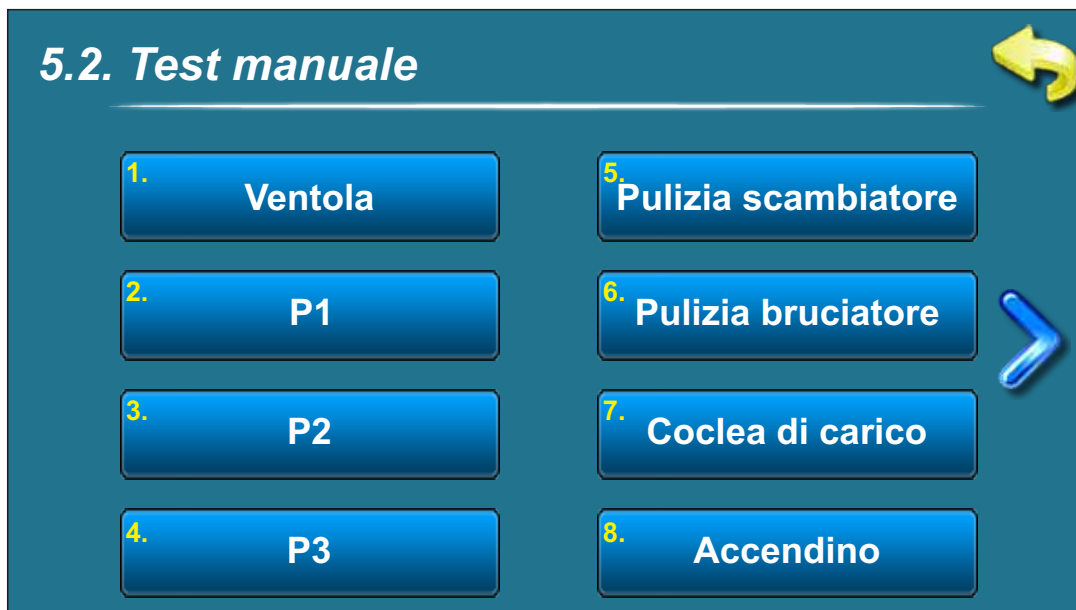 5.2. Test manuale
1. Ventola
2. P1
3. P2
4. P3
5. Pulizia scambiatore
6. Pulizia bruciatore
7. Coclea di carico
8. Accendino